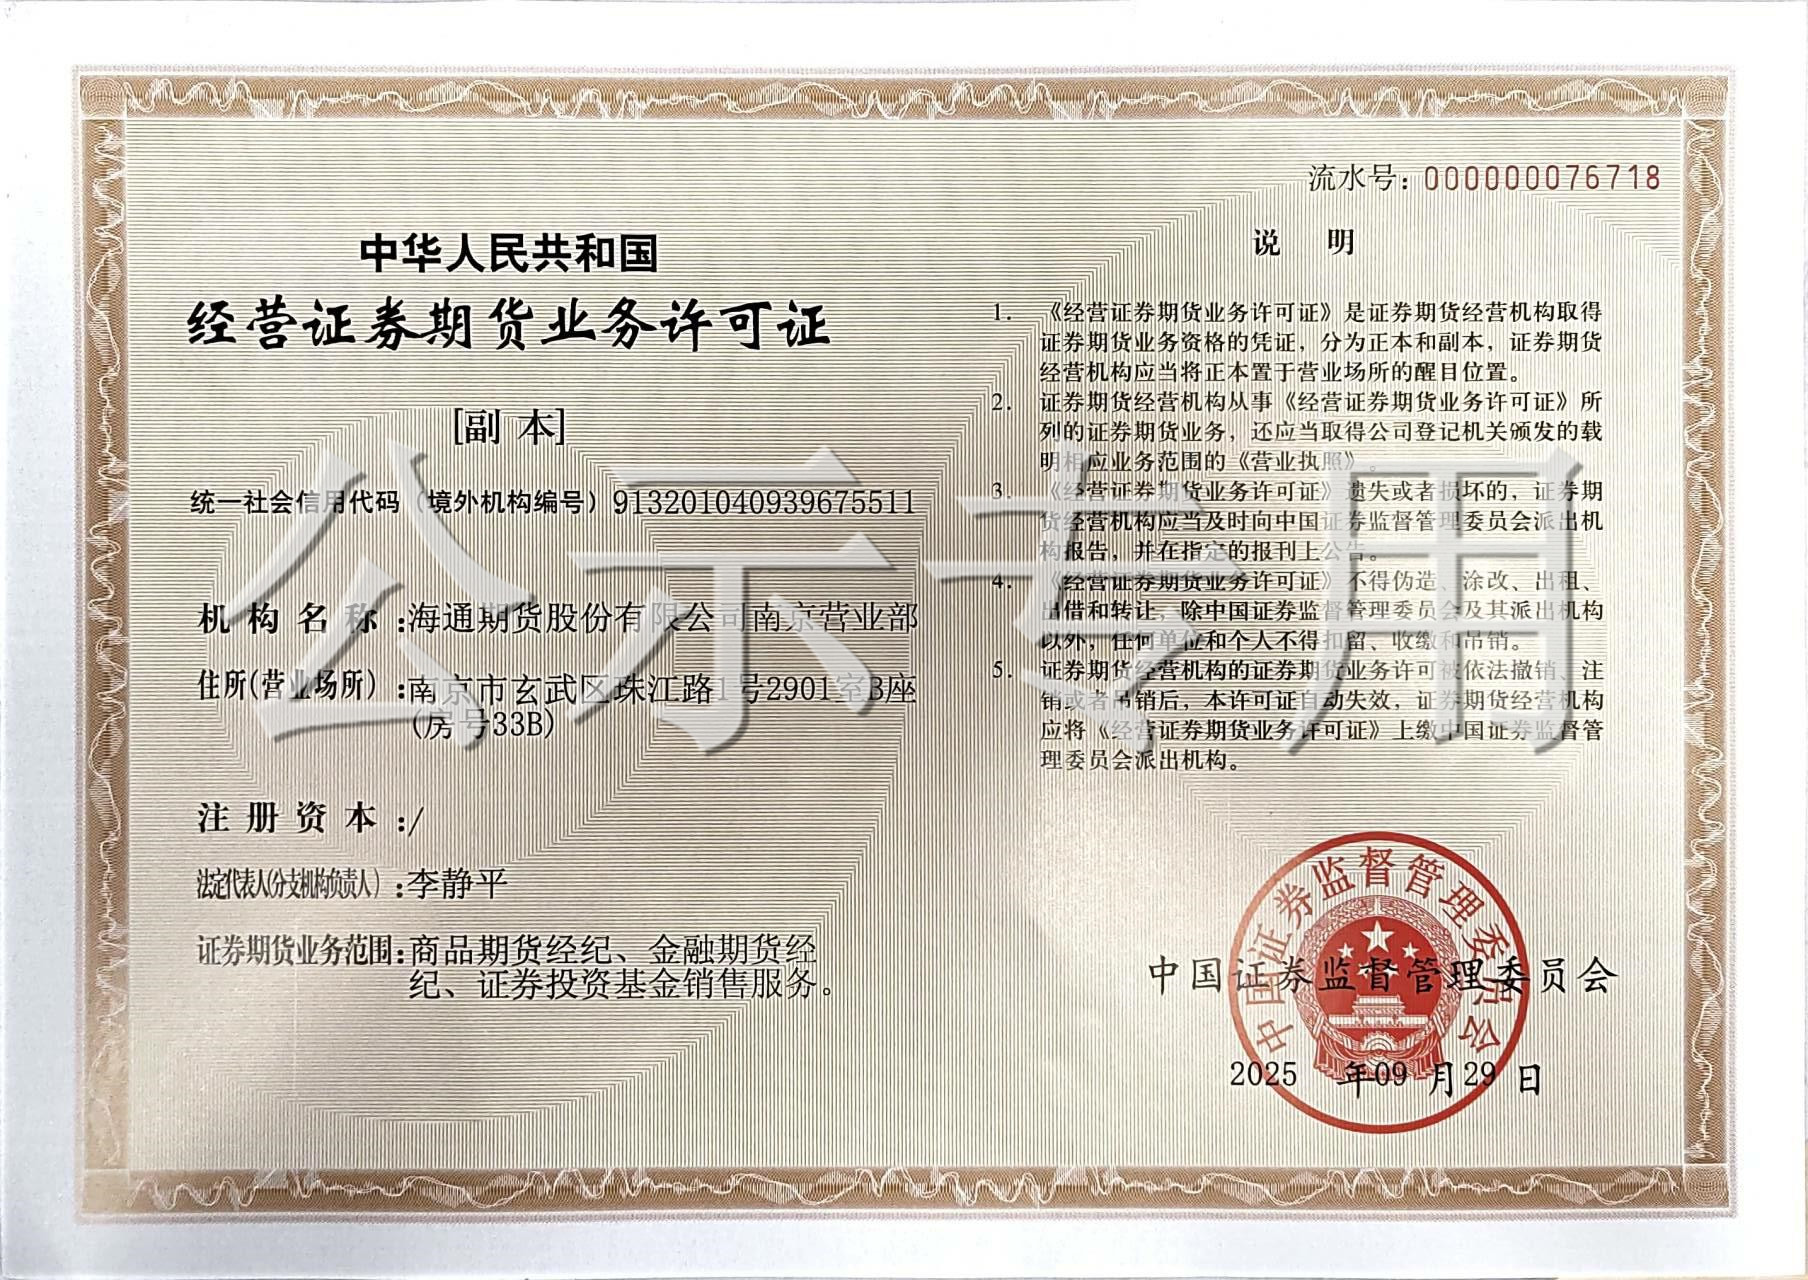 流水号：000000076718
中华人民共和国
经营证券期货业务许可证
[副 本]
统一社会信用代码（境外机构编号）913201040939675511
机构名称：海通期货股份有限公司南京营业部
住所(营业场所)：南京市玄武区珠江路1号2901室B座
(房号33B)
注册资本：/
法定代表人(分支机构负责人)：李静平
证券期货业务范围：商品期货经纪、金融期货经
纪、证券投资基金销售服务。
说 明
1. 《经营证券期货业务许可证》是证券期货经营机构取得
证券期货业务资格的凭证，分为正本和副本，证券期货
经营机构应当将正本置于营业场所的醒目位置。
2. 证券期货经营机构从事《经营证券期货业务许可证》所
列的证券期货业务，还应当取得公司登记机关颁发的载
明相应业务范围的《营业执照》。
3. 《经营证券期货业务许可证》遗失或者损坏的，证券期
货经营机构应当及时向中国证券监督管理委员会派出机
构报告，并在指定的报刊上公告。
4. 《经营证券期货业务许可证》不得伪造、涂改、出租、
出借和转让，除中国证券监督管理委员会及其派出机构
以外，任何单位和个人不得扣留、收缴和吊销。
5. 证券期货经营机构的证券期货业务许可被依法撤销、注
销或者吊销后，本许可证自动失效，证券期货经营机构
应将《经营证券期货业务许可证》上缴中国证券监督管
理委员会派出机构。
中国证券监督管理委员会
中国证券监督管理委员会
2025 年09 月29 日
公示专用